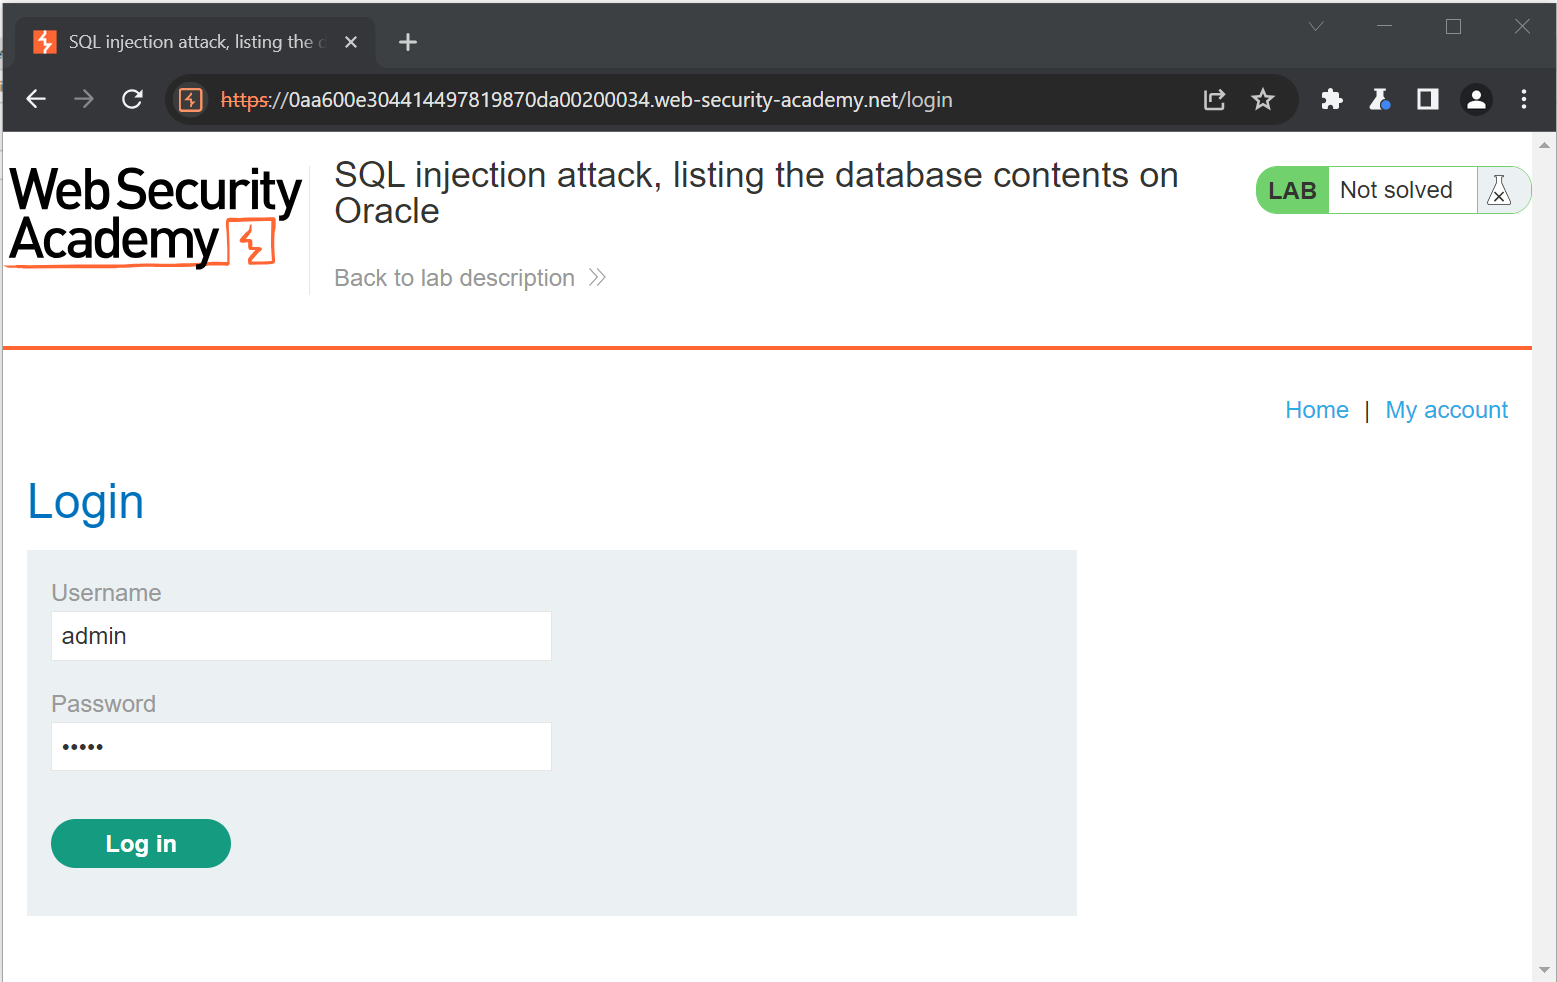 SQL injection attack, listing the
https://0aa600e304414497819870da00200034.web-security-academy.net/login
Web Security
Academy
SQL injection attack, listing the database contents on
Oracle
Back to lab description
LAB Not solved
Home | My account
Login
Username
admin
Password
•••••
Log in